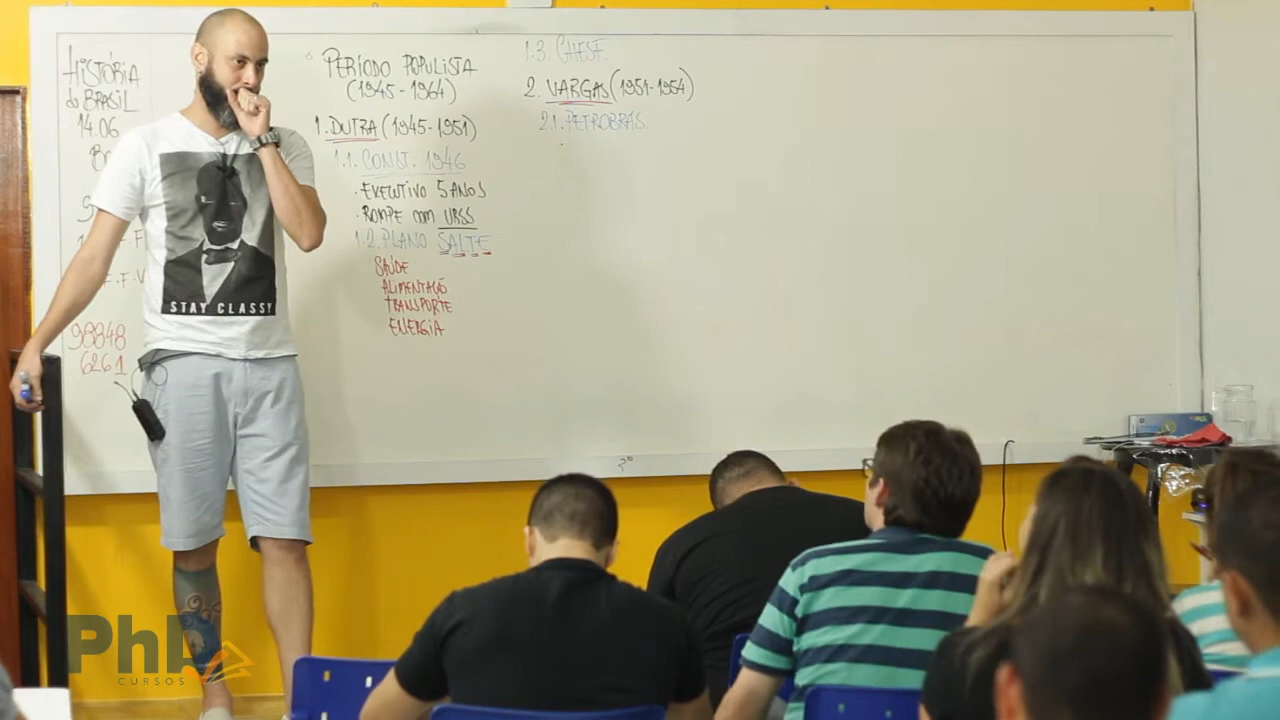 História
do Brasil
14.06
98848
6261
Período Populista
(1945-1964)
1. Dutra (1945-1951)
1.1. Const. 1946
. Executivo 5 anos
. Rompe com URSS
1.2. Plano SALTE
Saúde
Alimentação
Transporte
Energia
1.3. CHESF.
2. Vargas (1951-1954)
2.1. Petrobrás.
STAY CLASSY
PhD
CURSOS